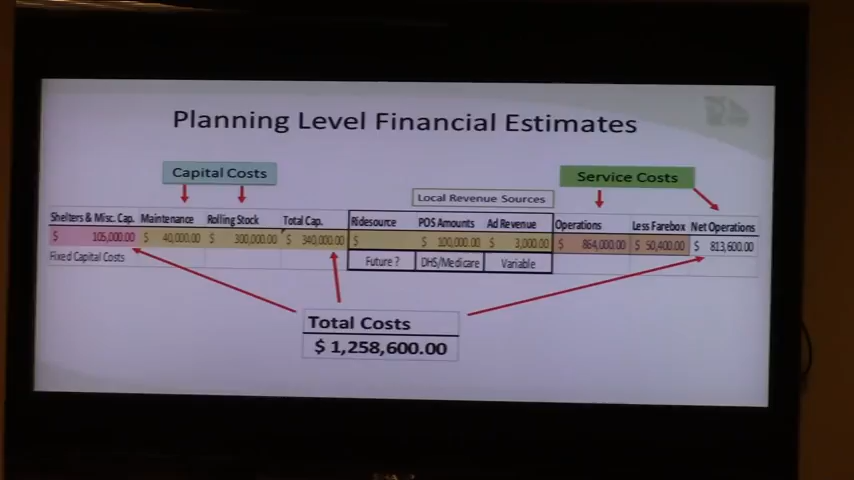 Planning Level Financial Estimates
Capital Costs
Service Costs
Local Revenue Sources
Shelters & Misc. Cap. Maintenance Rolling Stock Total Cap. Ridesource POS Amounts Ad Revenue Operations Less Farebox Net Operations
$ 105,000.00 $ 40,000.00 $ 300,000.00 $ 340,000.00 $ $ 100,000.00 $ 3,000.00 $ 864,000.00 $ 50,400.00 $ 813,600.00
Fixed Capital Costs Future ? DHS/Medicare Variable
Total Costs
$ 1,258,600.00